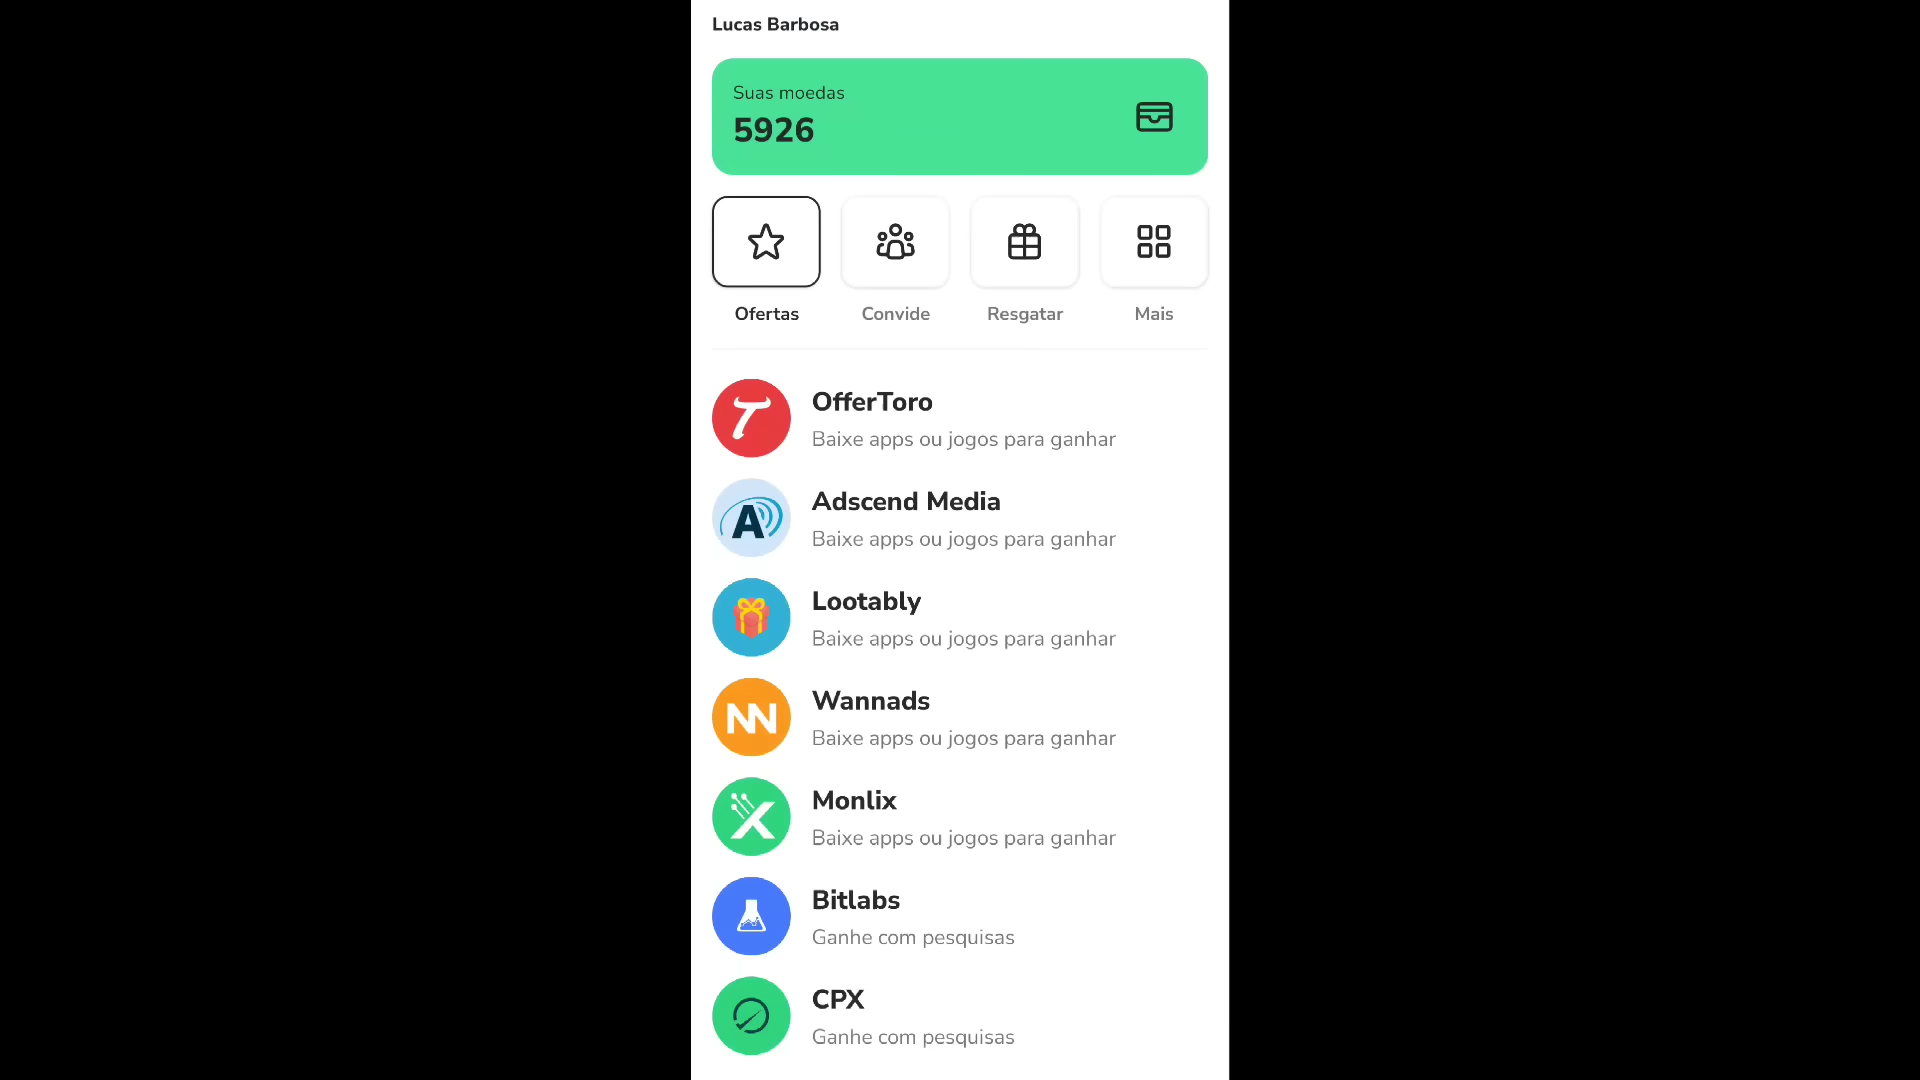 Lucas Barbosa
Suas moedas
5926
Ofertas
Convide
Resgatar
Mais
OfferToro
Baixe apps ou jogos para ganhar
Adscend Media
Baixe apps ou jogos para ganhar
Lootably
Baixe apps ou jogos para ganhar
Wannads
Baixe apps ou jogos para ganhar
Monlix
Baixe apps ou jogos para ganhar
Bitlabs
Ganhe com pesquisas
CPX
Ganhe com pesquisas